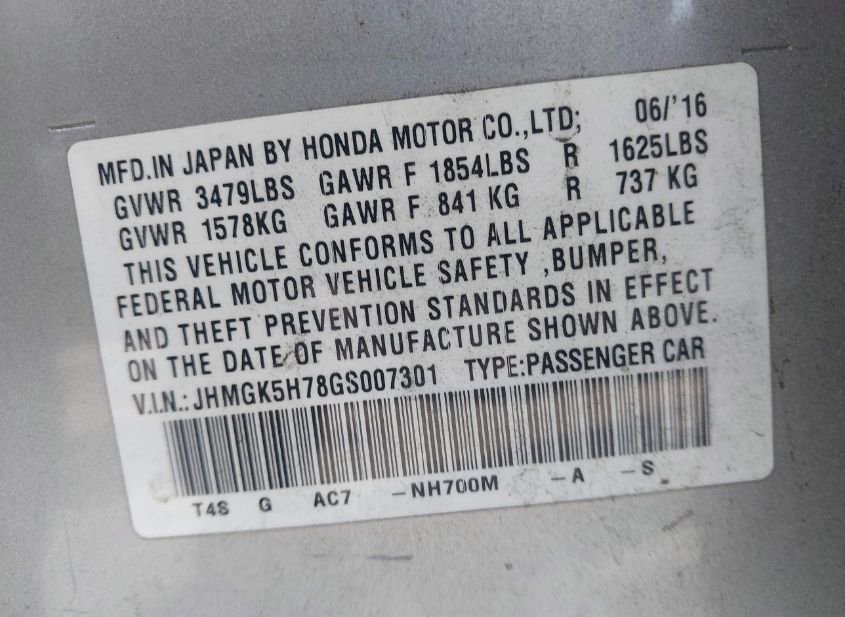 MFD.IN JAPAN BY HONDA MOTOR CO.,LTD; 06/'16
GVWR 3479LBS GAWR F 1854LBS R 1625LBS
GVWR 1578KG GAWR F 841 KG R 737 KG
THIS VEHICLE CONFORMS TO ALL APPLICABLE
FEDERAL MOTOR VEHICLE SAFETY ,BUMPER,
AND THEFT PREVENTION STANDARDS IN EFFECT
ON THE DATE OF MANUFACTURE SHOWN ABOVE.
V.I.N.: JHMGK5H78GS007301 TYPE:PASSENGER CAR
T4S G AC7 -NH700M -A -S